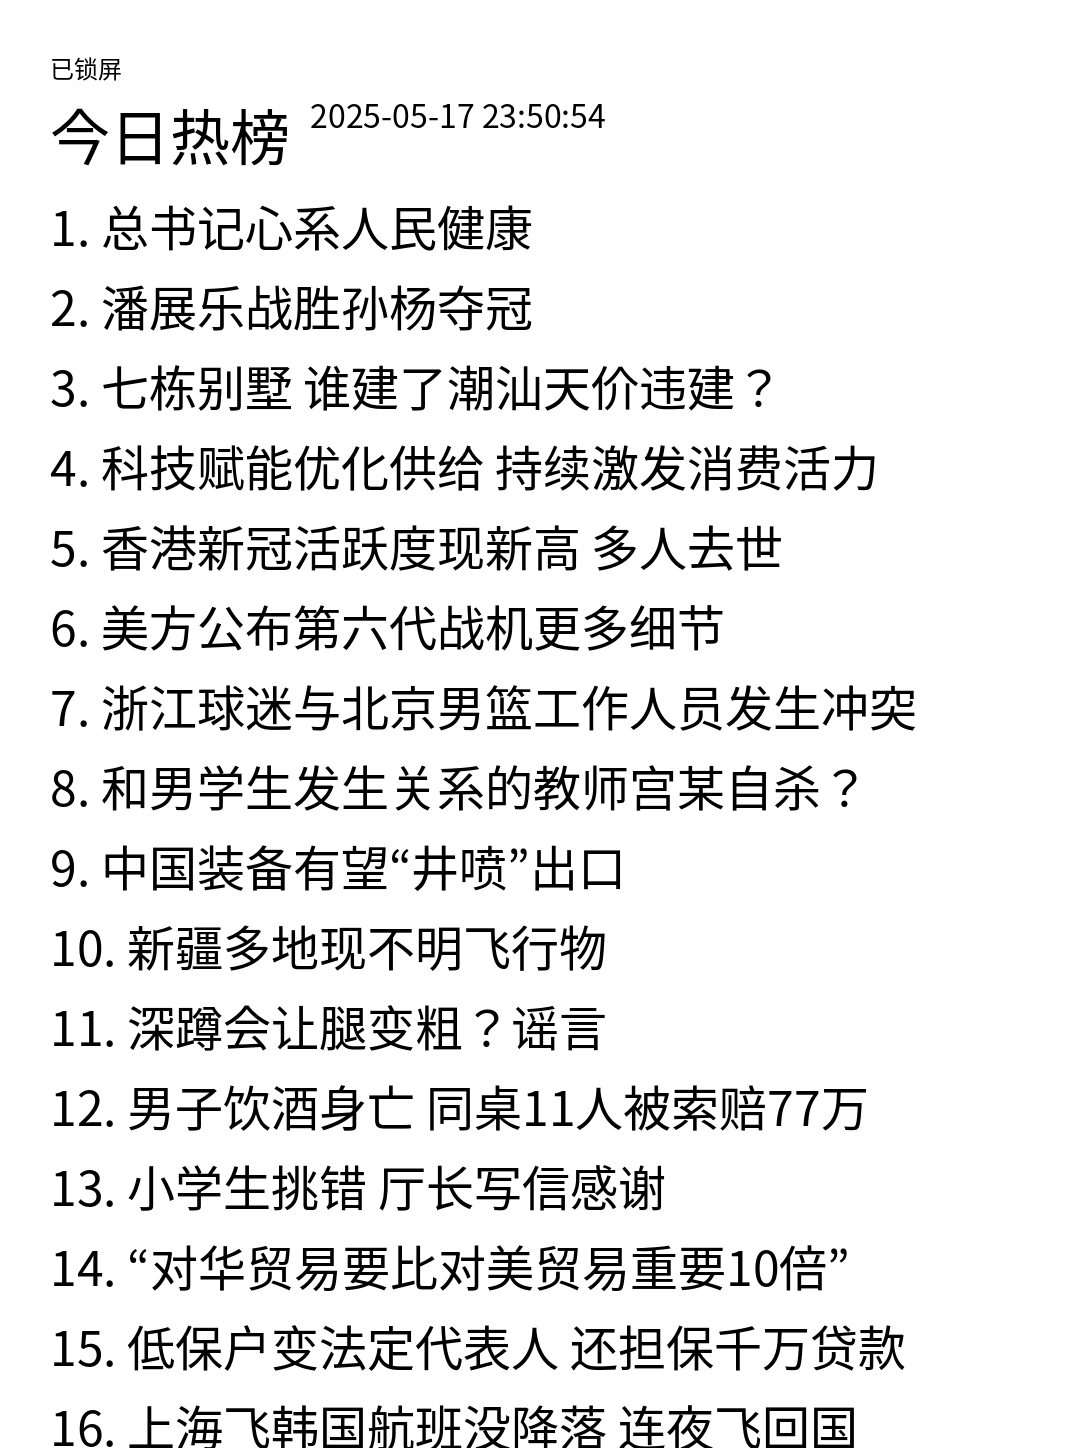 已锁屏
今日热榜 2025-05-17 23:50:54
1. 总书记心系人民健康
2. 潘展乐战胜孙杨夺冠
3. 七栋别墅 谁建了潮汕天价违建？
4. 科技赋能优化供给 持续激发消费活力
5. 香港新冠活跃度现新高 多人去世
6. 美方公布第六代战机更多细节
7. 浙江球迷与北京男篮工作人员发生冲突
8. 和男学生发生关系的教师宫某自杀？
9. 中国装备有望“井喷”出口
10. 新疆多地现不明飞行物
11. 深蹲会让腿变粗？谣言
12. 男子饮酒身亡 同桌11人被索赔77万
13. 小学生挑错 厅长写信感谢
14. “对华贸易要比对美贸易重要10倍”
15. 低保户变法定代表人 还担保千万贷款
16. 上海飞韩国航班没降落 连夜飞回国